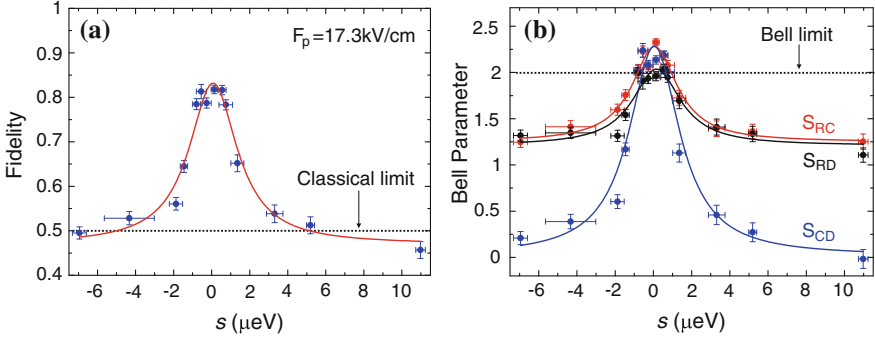 (a)
F_p = 17.3kV/cm
Classical limit
Fidelity
1
0.9
0.8
0.7
0.6
0.5
0.4
-6 -4 -2 0 2 4 6 8 10
s (µeV)
(b)
Bell limit
S_RC
S_RD
S_CD
Bell Parameter
2.5
2
1.5
1
0.5
0
-6 -4 -2 0 2 4 6 8 10
s (µeV)